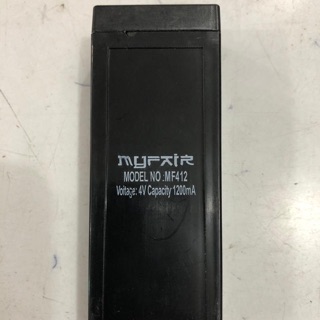 MYFAIR
MODEL NO :MF412
Voltage: 4V Capacity 1200mA